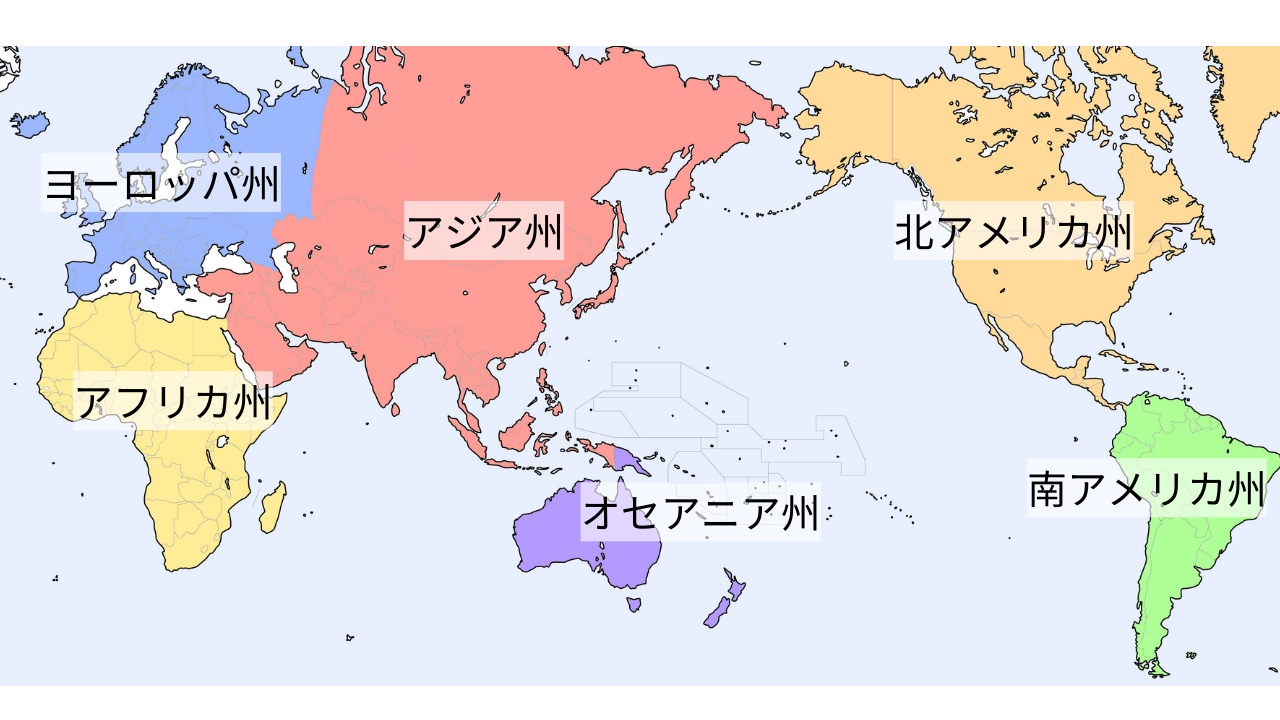 ヨーロッパ州
アジア州
北アメリカ州
アフリカ州
南アメリカ州
オセアニア州